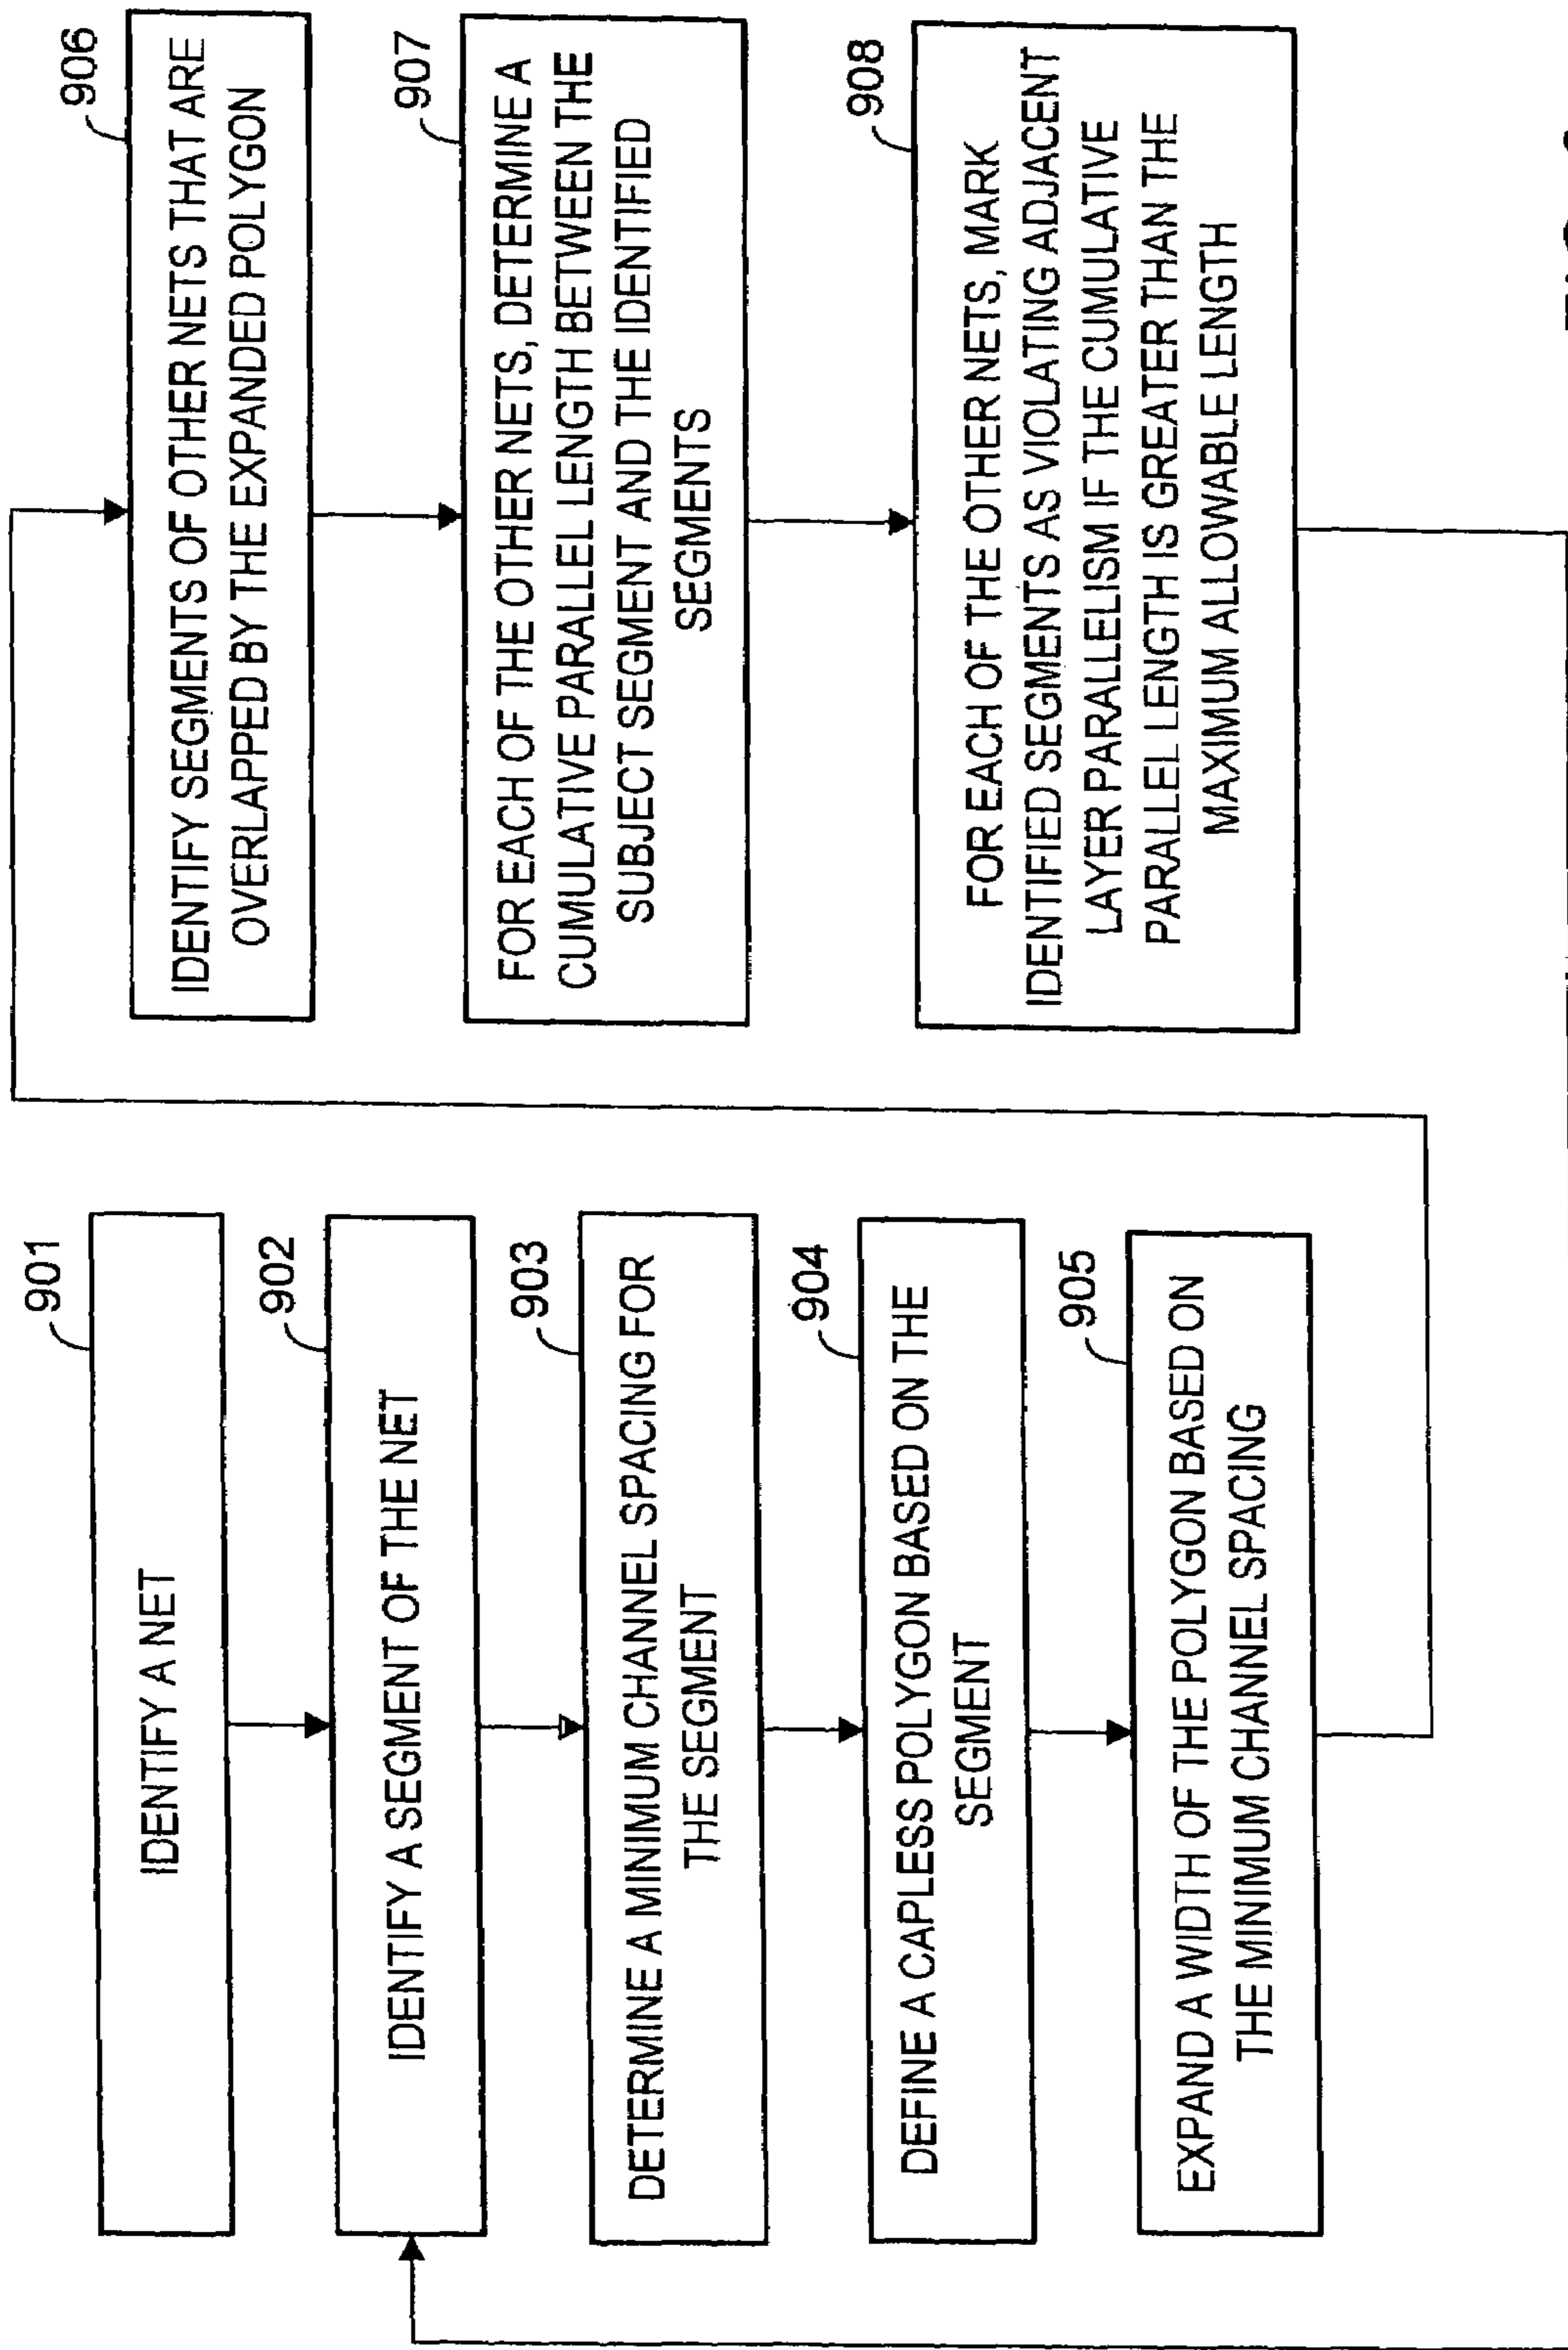 901
IDENTIFY A NET
902
IDENTIFY A SEGMENT OF THE NET
903
DETERMINE A MINIMUM CHANNEL SPACING FOR
THE SEGMENT
904
DEFINE A CAPLESS POLYGON BASED ON THE
SEGMENT
905
EXPAND A WIDTH OF THE POLYGON BASED ON
THE MINIMUM CHANNEL SPACING
906
IDENTIFY SEGMENTS OF OTHER NETS THAT ARE
OVERLAPPED BY THE EXPANDED POLYGON
907
FOR EACH OF THE OTHER NETS, DETERMINE A
CUMULATIVE PARALLEL LENGTH BETWEEN THE
SUBJECT SEGMENT AND THE IDENTIFIED
SEGMENTS
908
FOR EACH OF THE OTHER NETS, MARK
IDENTIFIED SEGMENTS AS VIOLATING ADJACENT
LAYER PARALLELISM IF THE CUMULATIVE
PARALLEL LENGTH IS GREATER THAN THE
MAXIMUM ALLOWABLE LENGTH